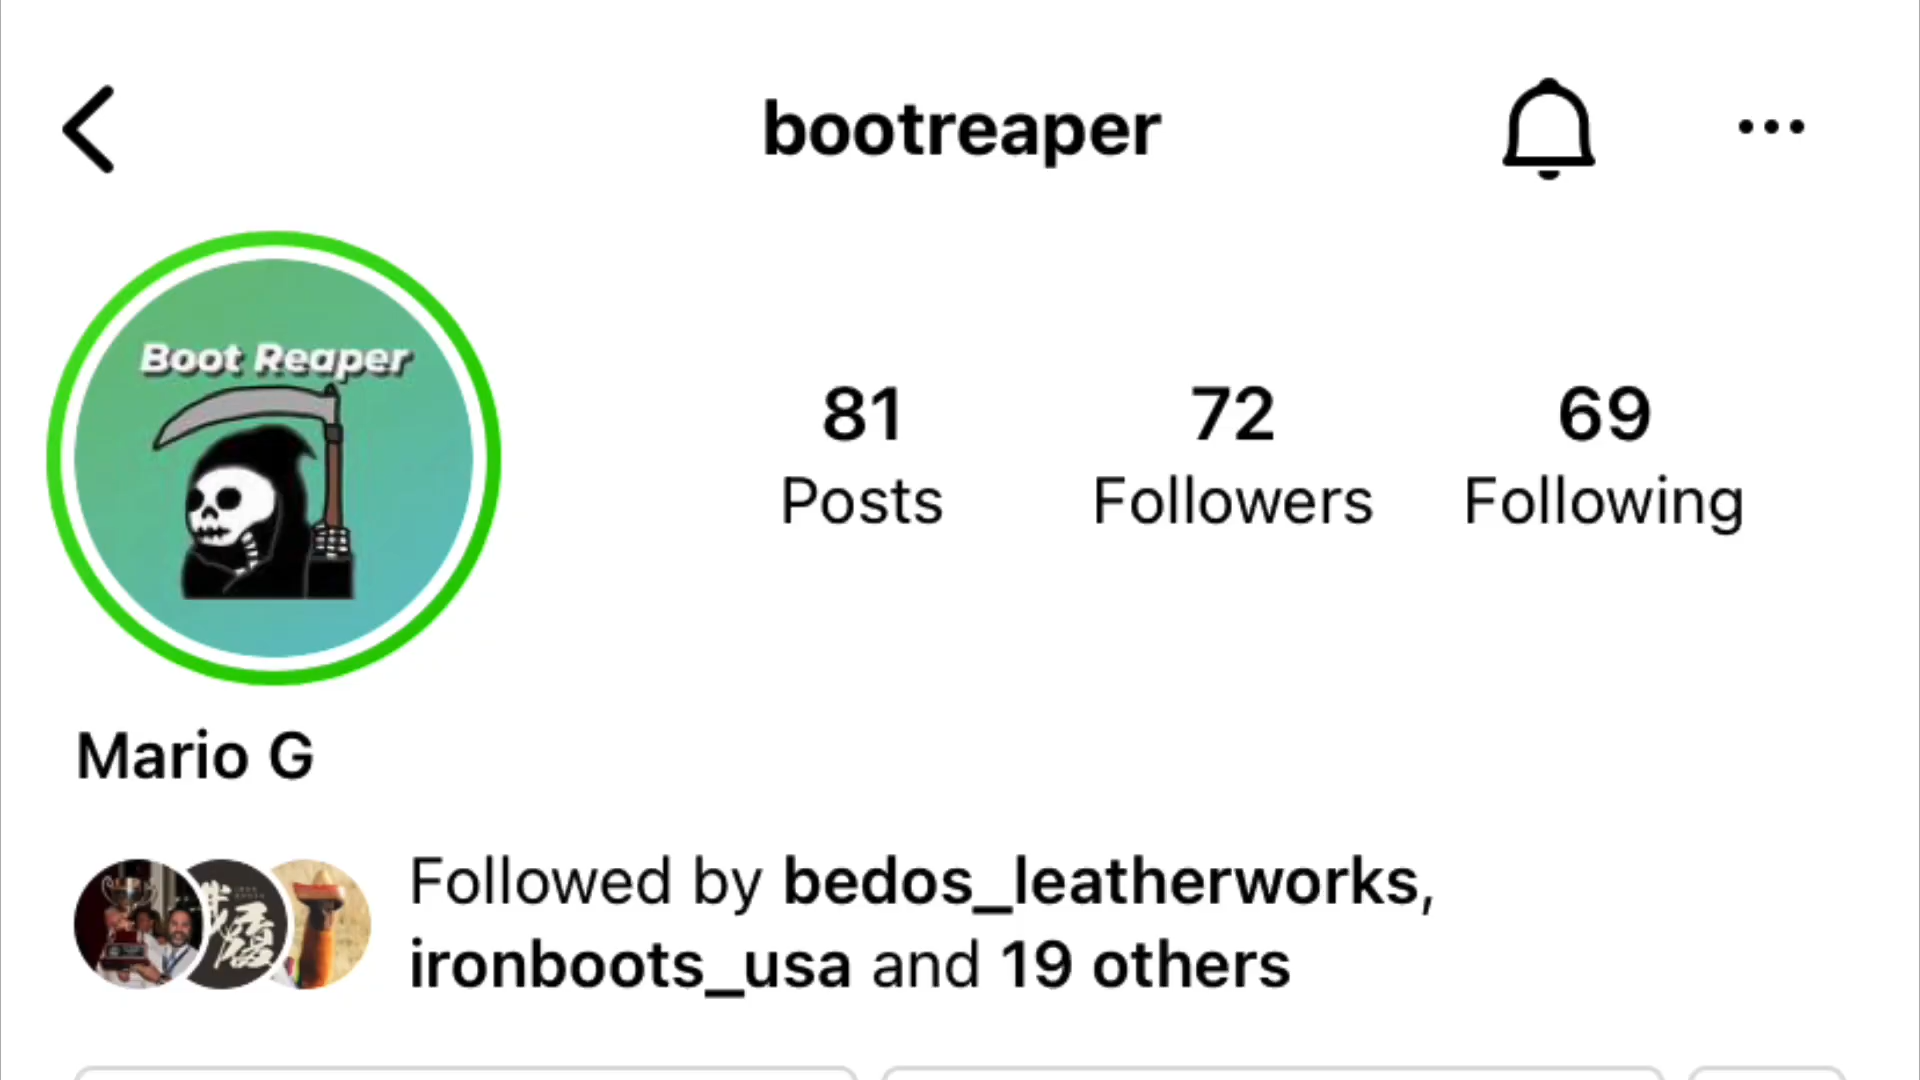 bootreaper
Boot Reaper
81
Posts
72
Followers
69
Following
Mario G
Followed by bedos_leatherworks,
ironboots_usa and 19 others